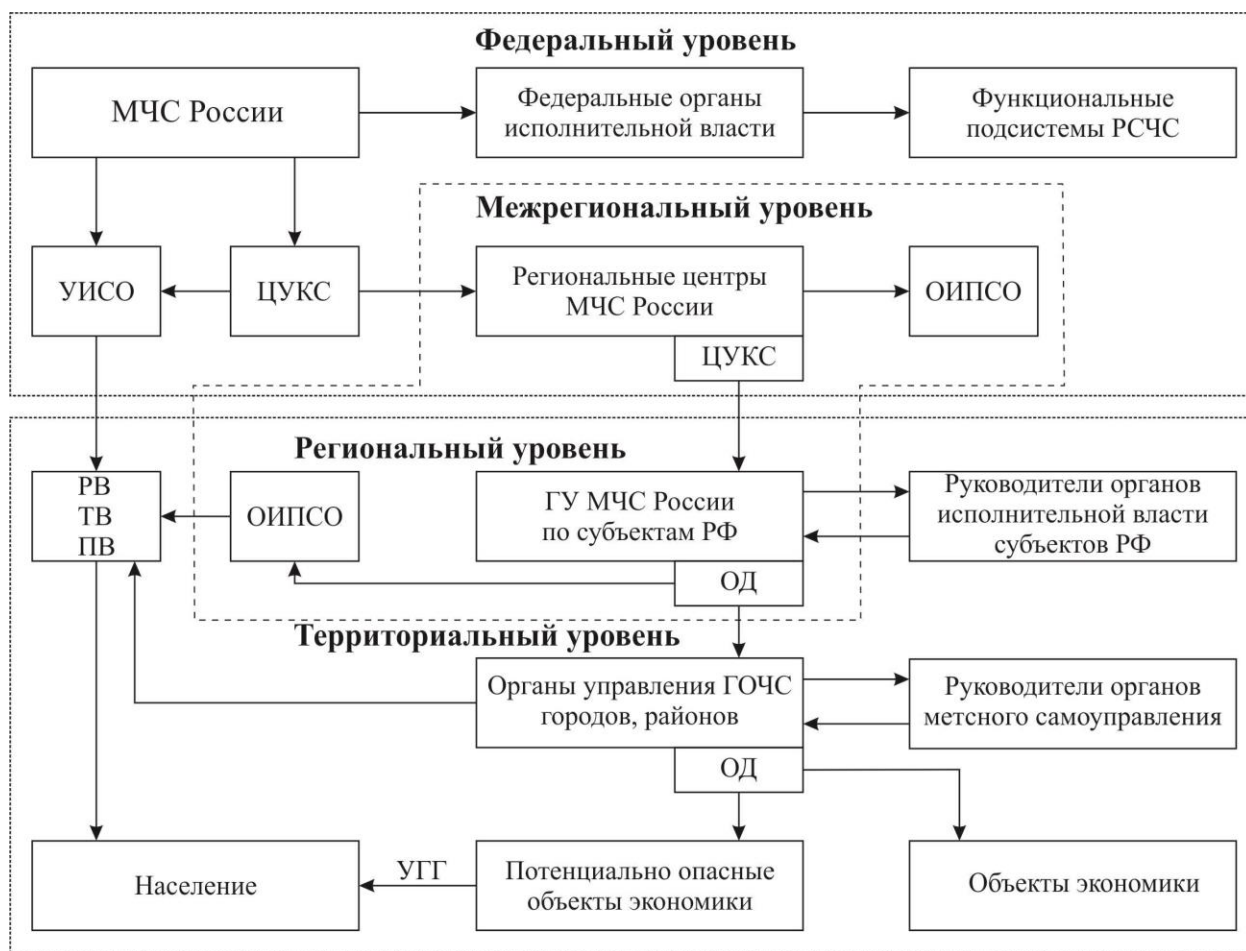 Федеральный уровень
МЧС России
Федеральные органы
исполнительной власти
Функциональные
подсистемы РСЧС
Межрегиональный уровень
УИСО
ЦУКС
Региональные центры
МЧС России
ОИПСО
ЦУКС
Региональный уровень
РВ
ТВ
ПВ
ОИПСО
ГУ МЧС России
по субъектам РФ
Руководители органов
исполнительной власти
субъектов РФ
ОД
Территориальный уровень
Органы управления ГОЧС
городов, районов
Руководители органов
метсного самоуправления
ОД
Население
УГГ
Потенциально опасные
объекты экономики
Объекты экономики